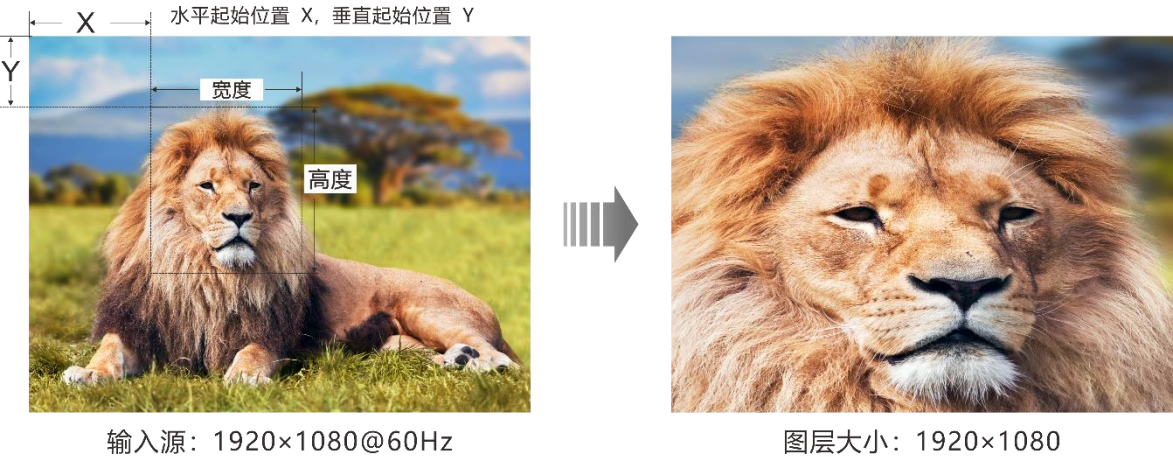 水平起始位置 X，垂直起始位置 Y
X
Y
宽度
高度
输入源：1920×1080@60Hz
图层大小：1920×1080